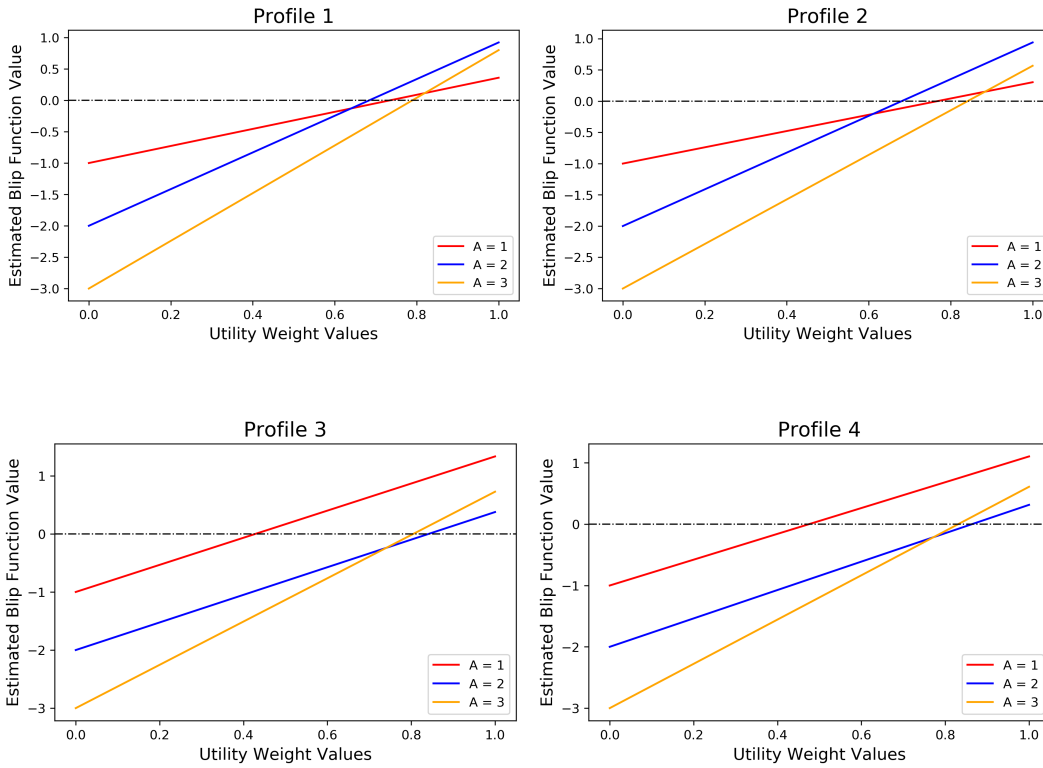 Profile 1
Estimated Blip Function Value
1.0
0.5
0.0
−0.5
−1.0
−1.5
−2.0
−2.5
−3.0
0.0 0.2 0.4 0.6 0.8 1.0
Utility Weight Values
A = 1
A = 2
A = 3
Profile 2
Estimated Blip Function Value
1.0
0.5
0.0
−0.5
−1.0
−1.5
−2.0
−2.5
−3.0
0.0 0.2 0.4 0.6 0.8 1.0
Utility Weight Values
A = 1
A = 2
A = 3
Profile 3
Estimated Blip Function Value
1
0
−1
−2
−3
0.0 0.2 0.4 0.6 0.8 1.0
Utility Weight Values
A = 1
A = 2
A = 3
Profile 4
Estimated Blip Function Value
1
0
−1
−2
−3
0.0 0.2 0.4 0.6 0.8 1.0
Utility Weight Values
A = 1
A = 2
A = 3